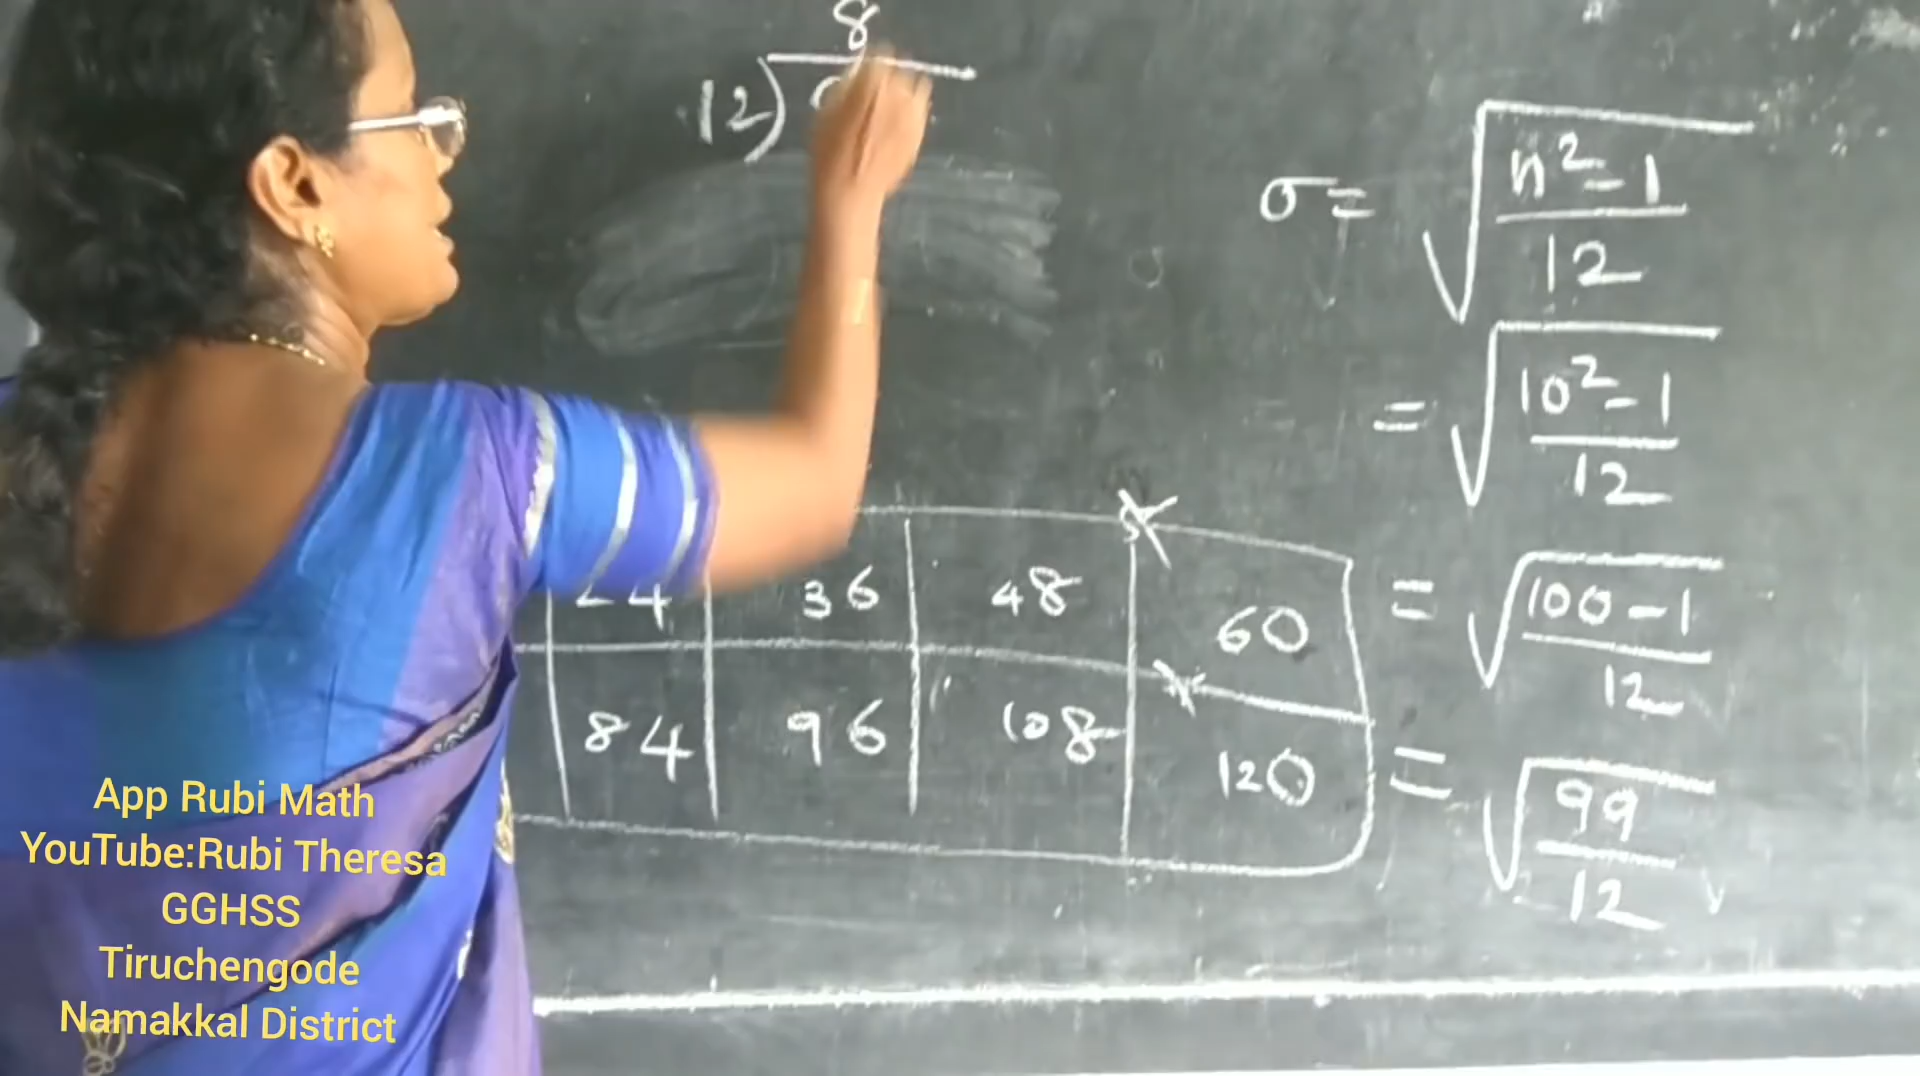 8
12)
σ = √(n² - 1 / 12)
= √(10² - 1 / 12)
= √(100 - 1 / 12)
= √(99 / 12)
24 36 48 60
84 96 108 120
App Rubi Math
YouTube:Rubi Theresa
GGHSS
Tiruchengode
Namakkal District